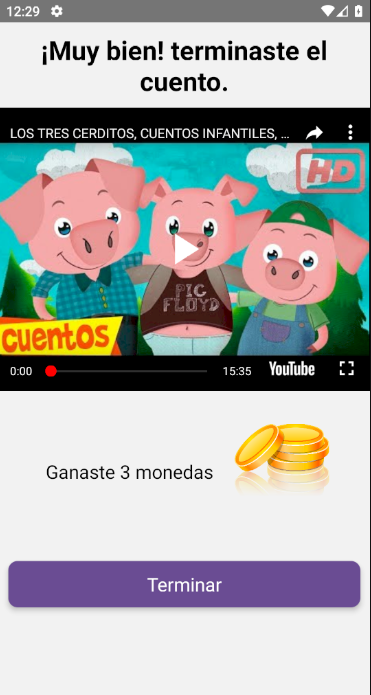 12:29
¡Muy bien! terminaste el
cuento.
LOS TRES CERDITOS, CUENTOS INFANTILES, ...
HD
PIG
FLOYD
cuentos
0:00
15:35
YouTube
Ganaste 3 monedas
Terminar